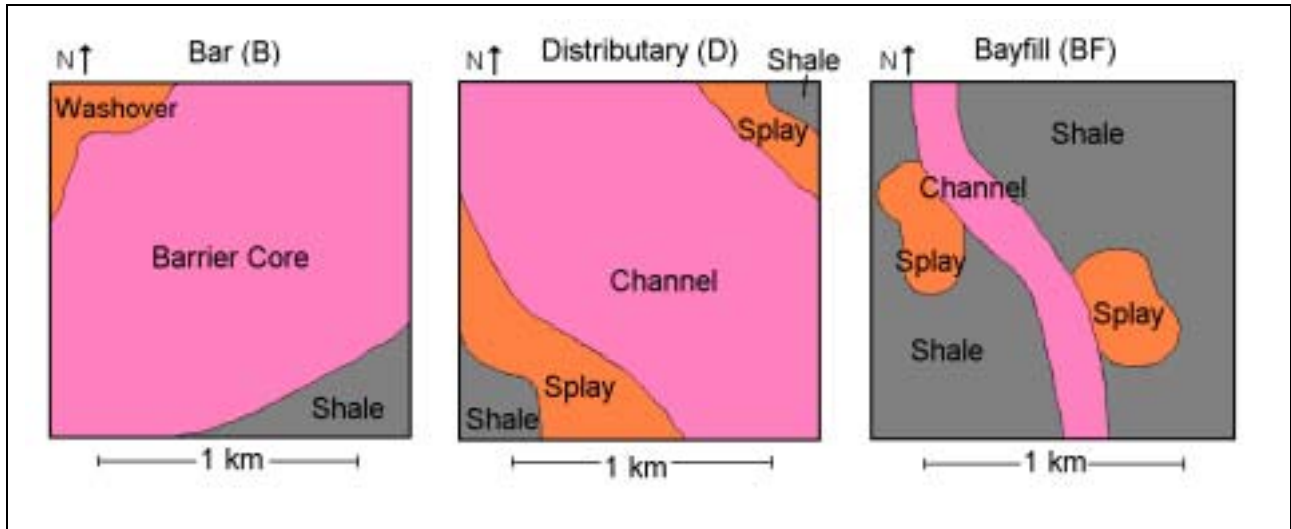 N↑ Bar (B)
Washover
Barrier Core
Shale
1 km
N↑ Distributary (D)
Shale
Splay
Channel
Splay
Shale
1 km
N↑ Bayfill (BF)
Shale
Channel
Splay
Splay
Shale
1 km